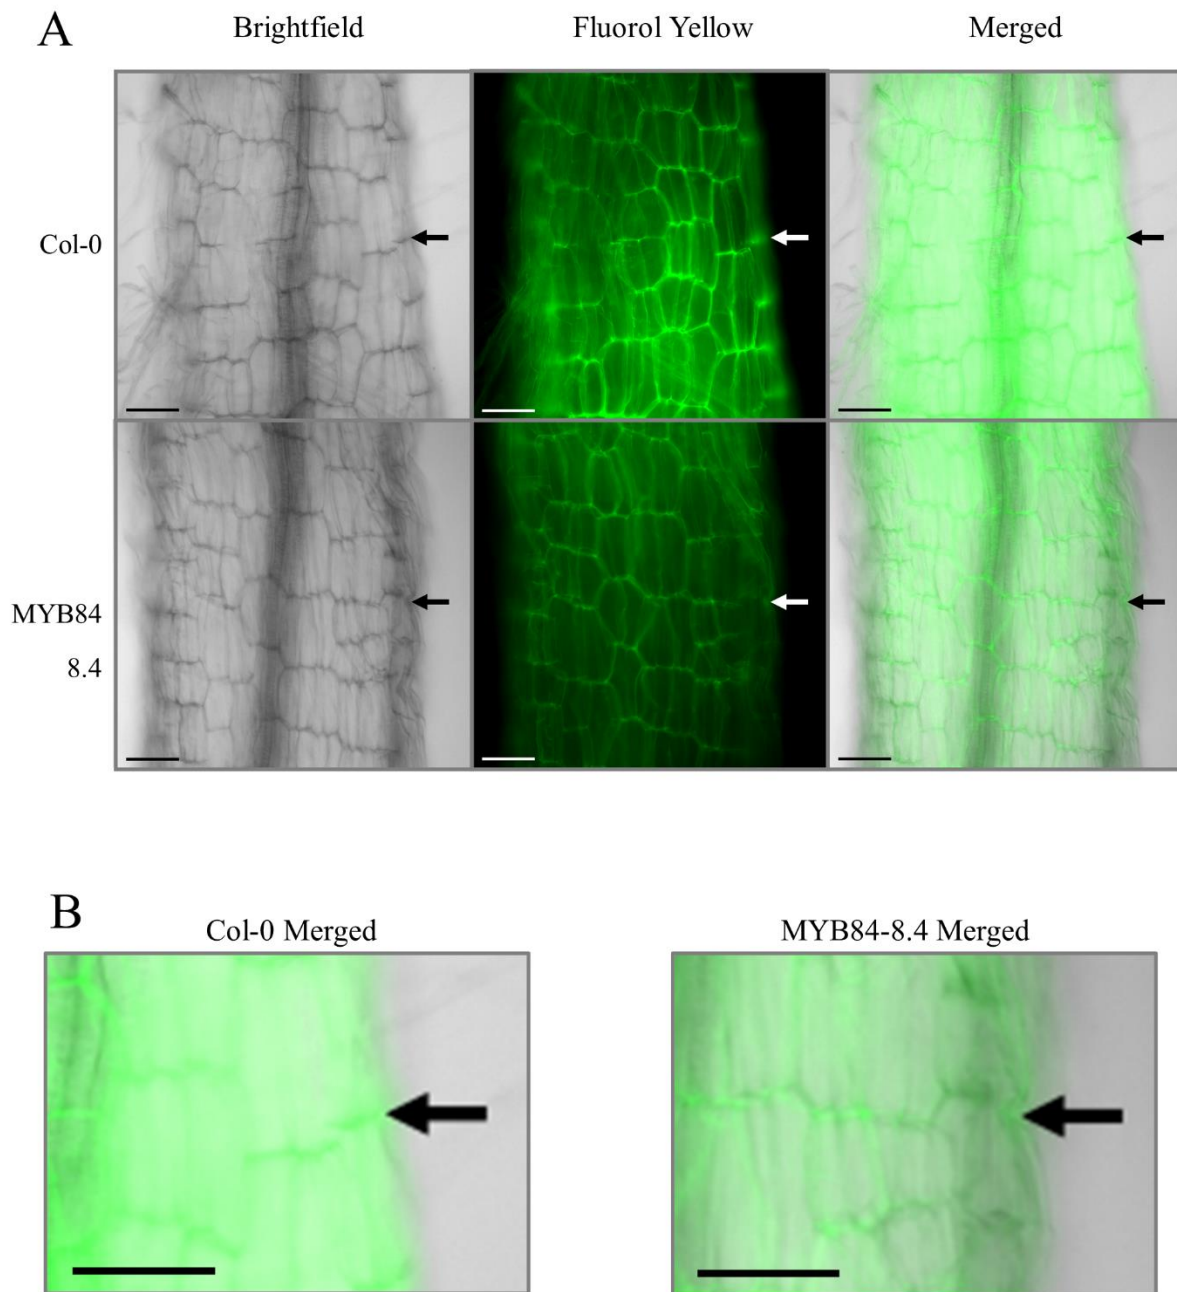 A
Brightfield
Fluorol Yellow
Merged
Col-0
MYB84
8.4
B
Col-0 Merged
MYB84-8.4 Merged